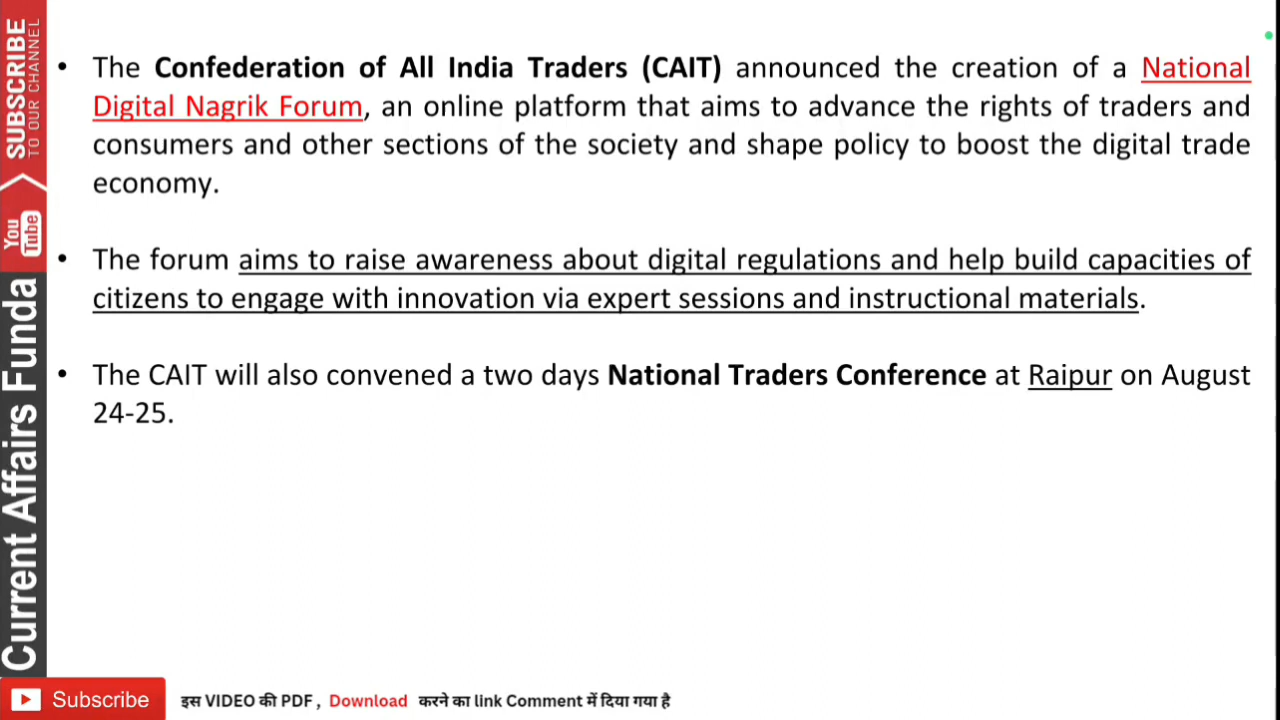 • The Confederation of All India Traders (CAIT) announced the creation of a National
Digital Nagrik Forum, an online platform that aims to advance the rights of traders and
consumers and other sections of the society and shape policy to boost the digital trade
economy.
• The forum aims to raise awareness about digital regulations and help build capacities of
citizens to engage with innovation via expert sessions and instructional materials.
• The CAIT will also convened a two days National Traders Conference at Raipur on August
24-25.
SUBSCRIBE
TO OUR CHANNEL
You
Tube
Current Affairs Funda
Subscribe
इस VIDEO की PDF , Download करने का link Comment में दिया गया है